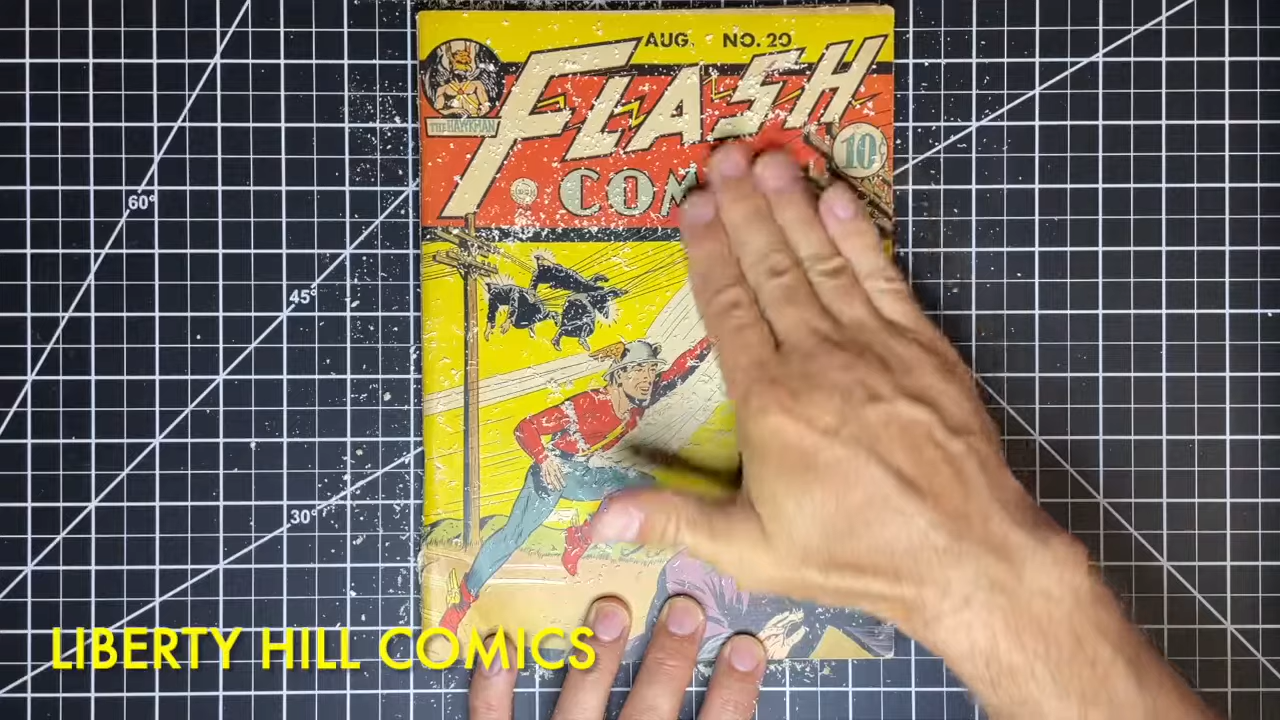 AUG. NO. 20
FLASH
THE HAWKMAN
10¢
COM
60°
45°
30°
LIBERTY HILL COMICS